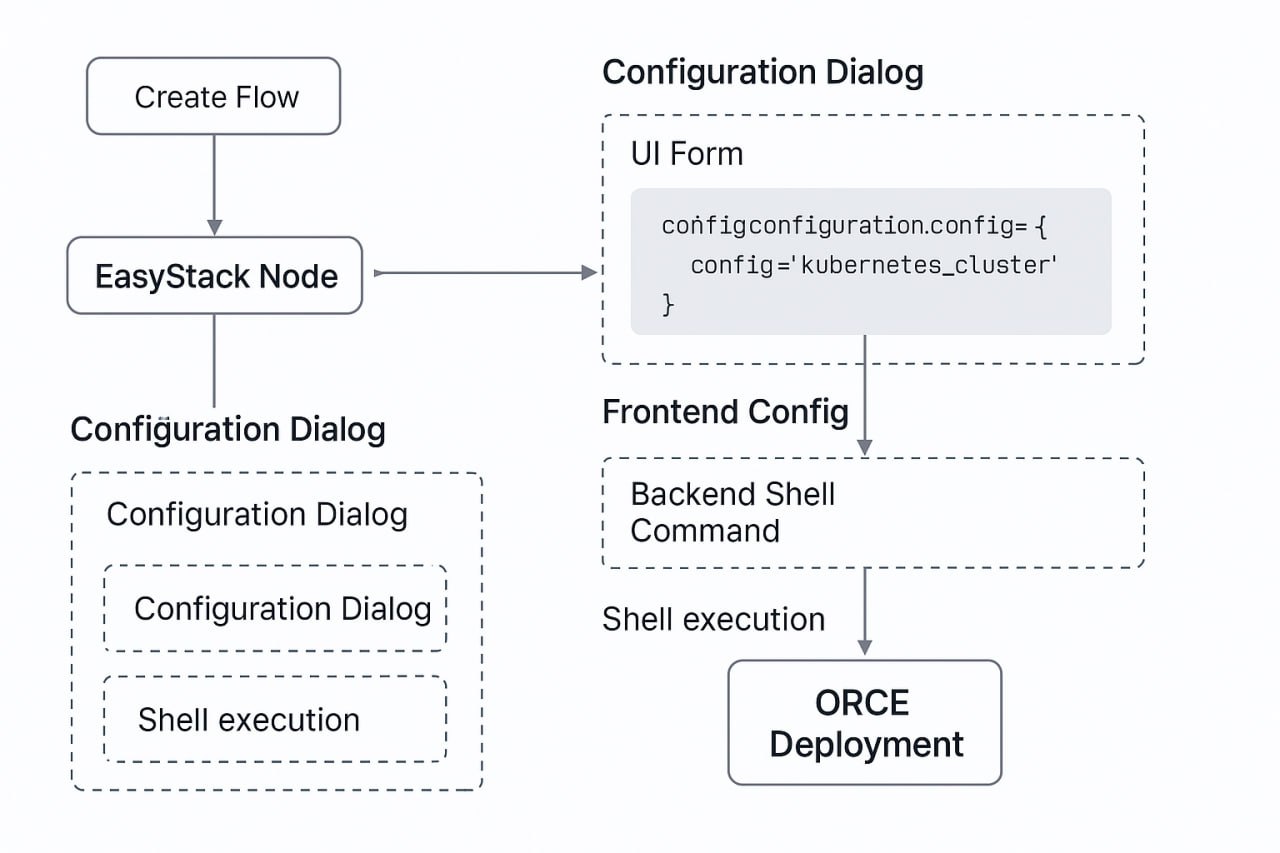 Create Flow
EasyStack Node
Configuration Dialog
Configuration Dialog
Configuration Dialog
Shell execution
Configuration Dialog
UI Form
configconfiguration.config= {
config='kubernetes_cluster'
}
Frontend Config
Backend Shell
Command
Shell execution
ORCE
Deployment